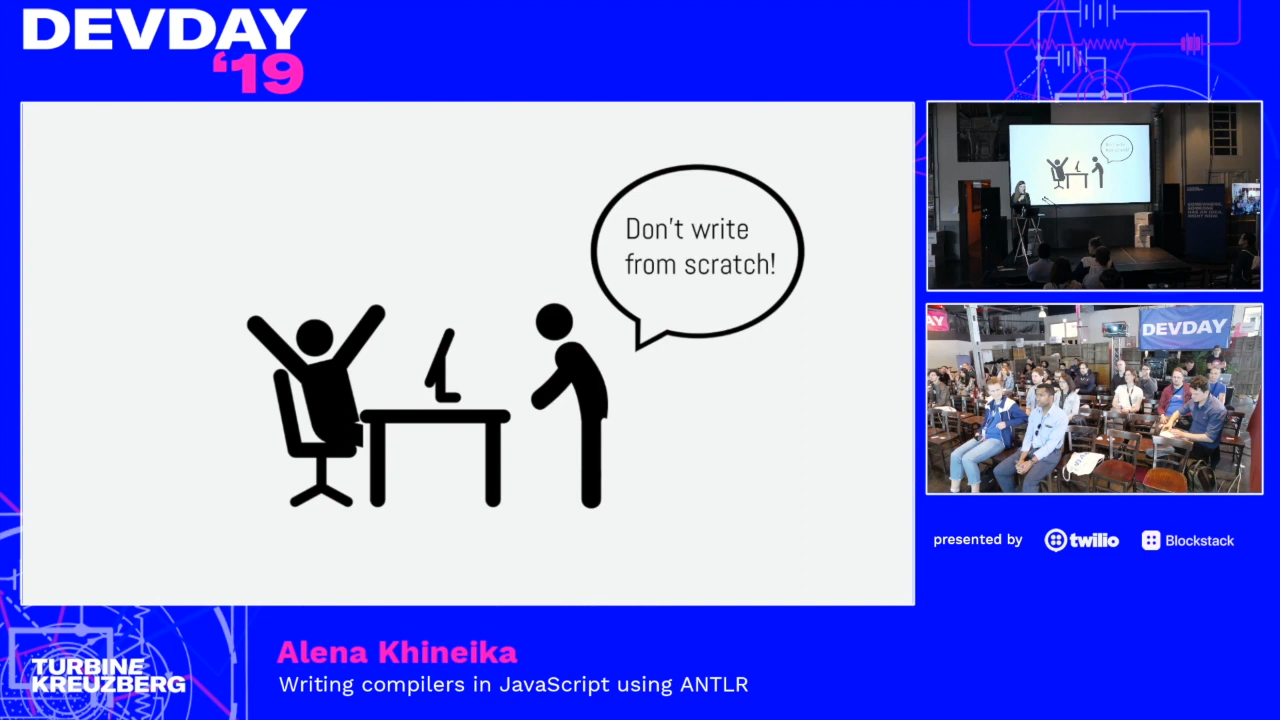 DEVDAY
‘19
Don't write
from scratch!
DEVDAY
presented by
twilio
Blockstack
TURBINE
KREUZBERG
Alena Khineika
Writing compilers in JavaScript using ANTLR